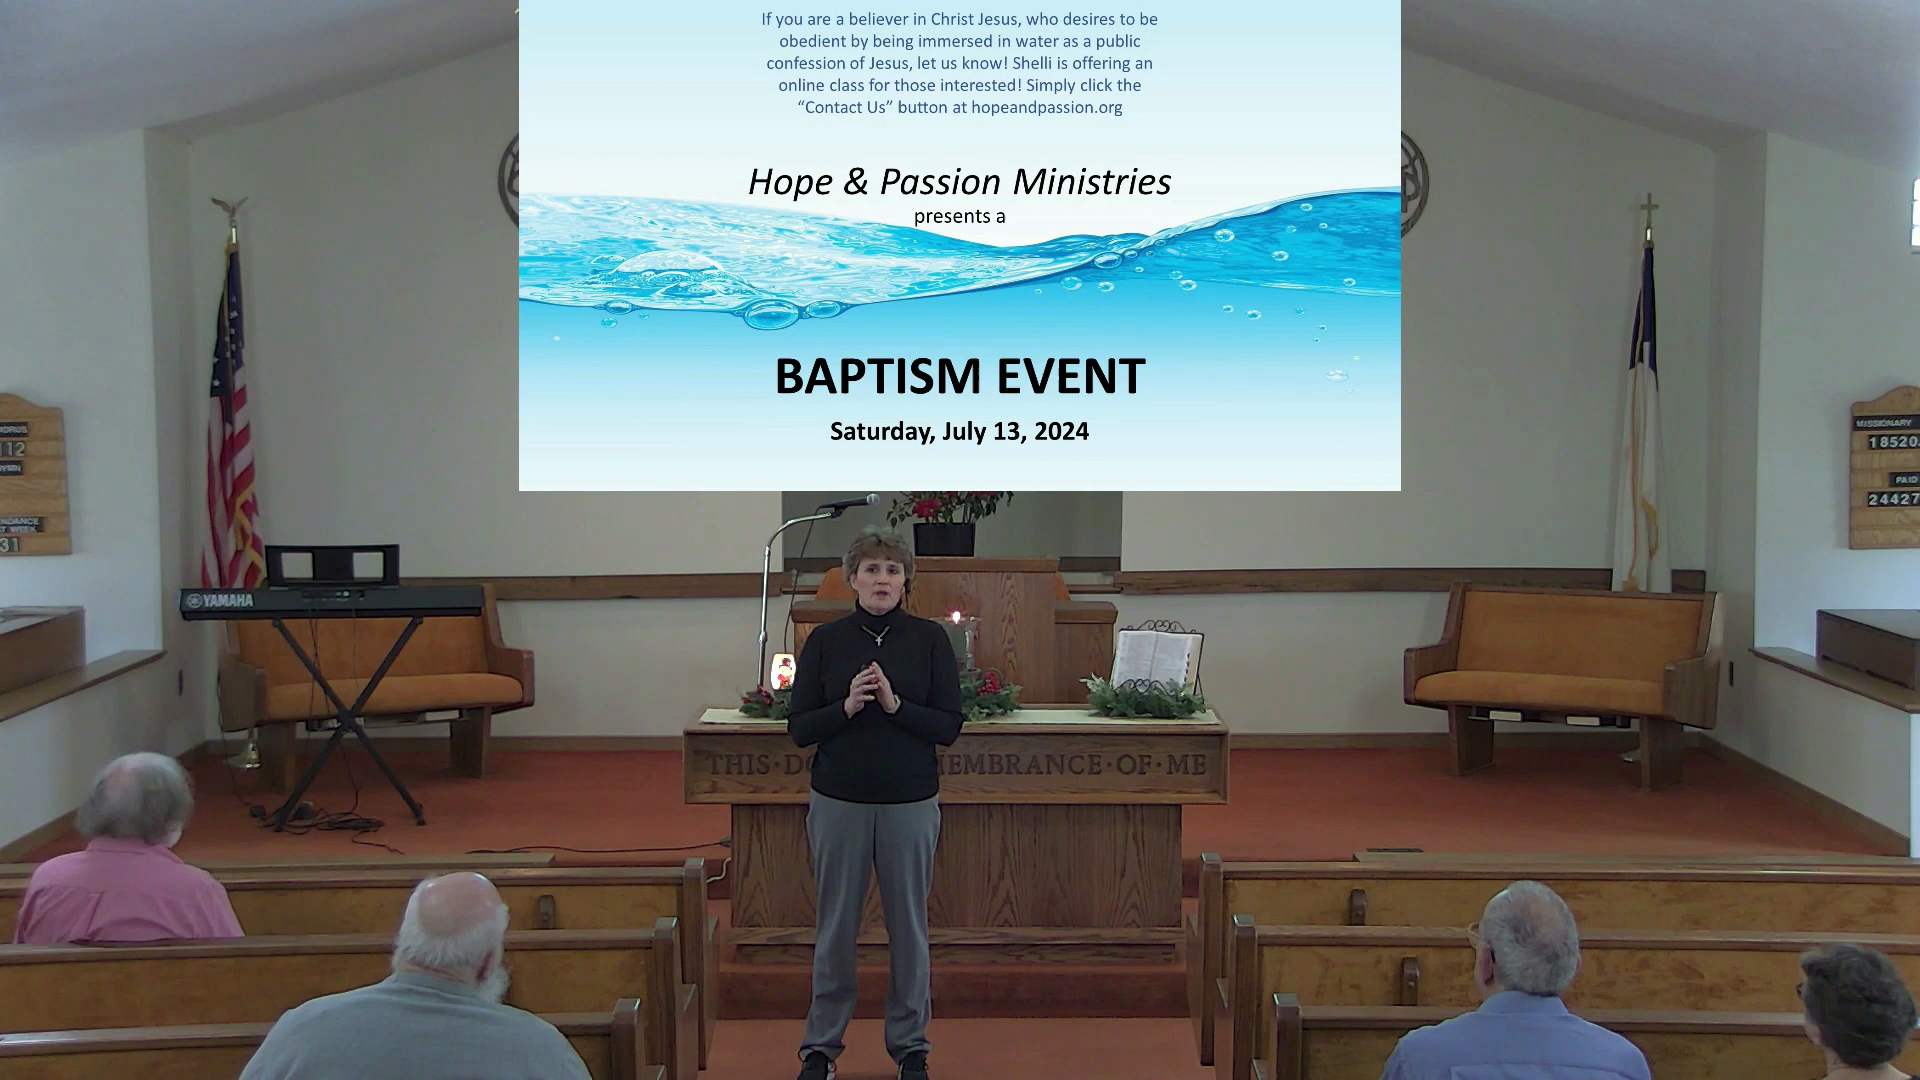 If you are a believer in Christ Jesus, who desires to be
obedient by being immersed in water as a public
confession of Jesus, let us know! Shelli is offering an
online class for those interested! Simply click the
“Contact Us” button at hopeandpassion.org
Hope & Passion Ministries
presents a
BAPTISM EVENT
Saturday, July 13, 2024
112
31
MISSIONARY
18520
PAID
24427
YAMAHA
THIS·DO EMBRANCE·OF·ME